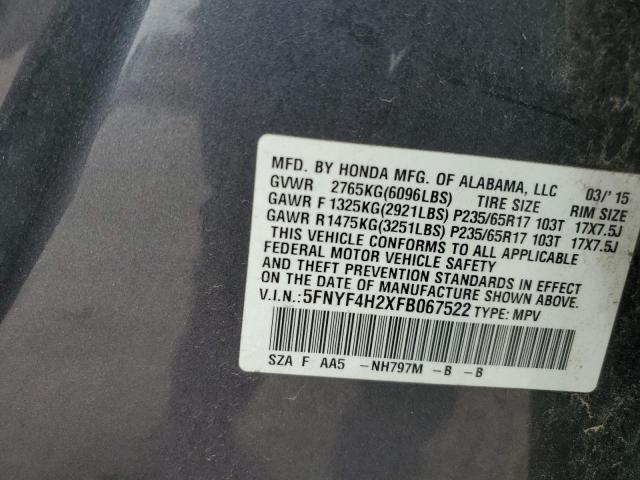 MFD. BY HONDA MFG. OF ALABAMA, LLC 03/'15
GVWR 2765KG(6096LBS) TIRE SIZE RIM SIZE
GAWR F 1325KG(2921LBS) P235/65R17 103T 17X7.5J
GAWR R 1475KG(3251LBS) P235/65R17 103T 17X7.5J
THIS VEHICLE CONFORMS TO ALL APPLICABLE
FEDERAL MOTOR VEHICLE SAFETY
AND THEFT PREVENTION STANDARDS IN EFFECT
ON THE DATE OF MANUFACTURE SHOWN ABOVE.
V.I.N.: 5FNYF4H2XFB067522 TYPE: MPV
SZA F AA5 -NH797M -B -B